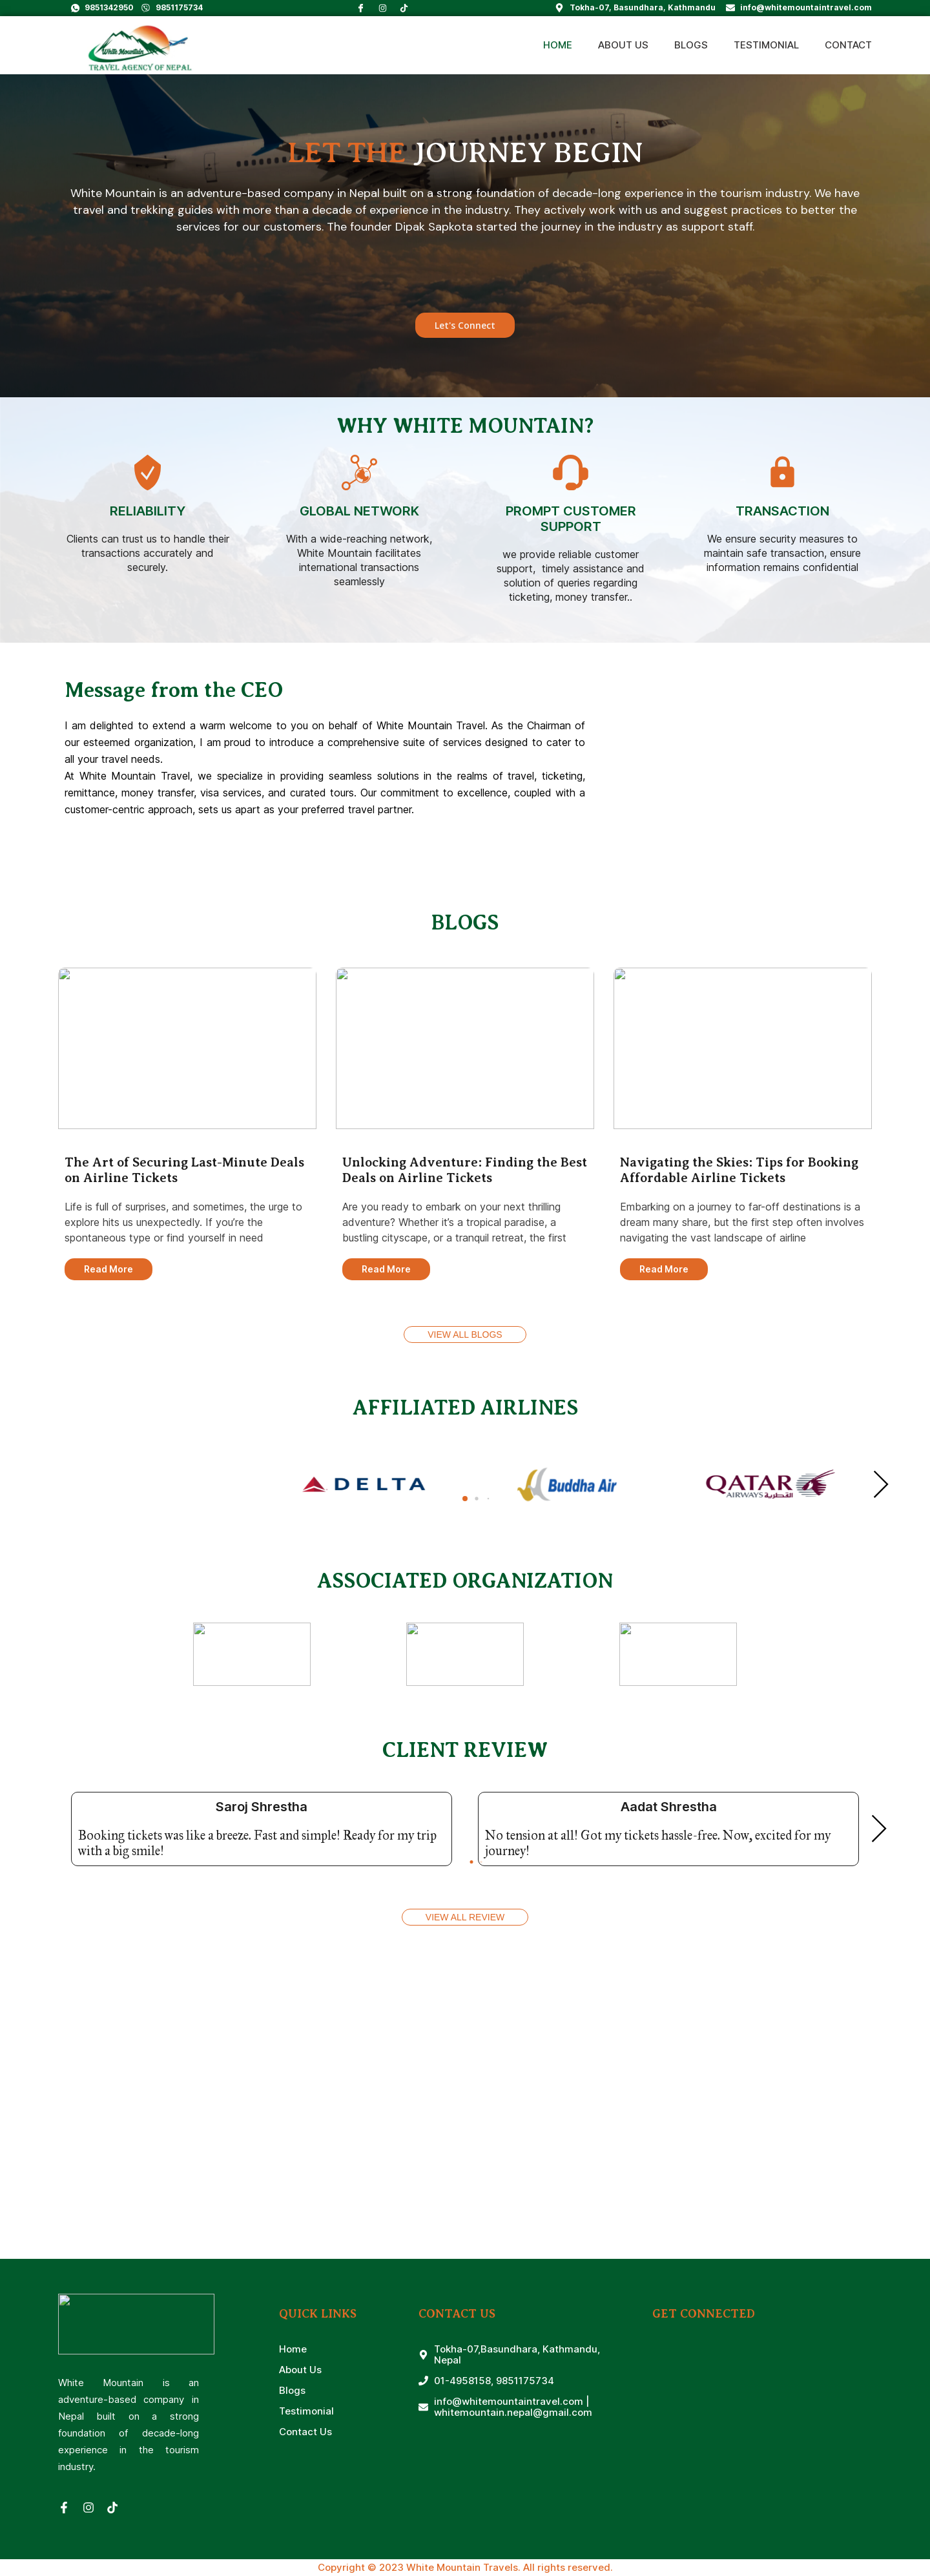 9851342950 9851175734 Tokha-07, Basundhara, Kathmandu info@whitemountaintravel.com
White Mountain
TRAVEL AGENCY OF NEPAL
HOME ABOUT US BLOGS TESTIMONIAL CONTACT
LET THE JOURNEY BEGIN
White Mountain is an adventure-based company in Nepal built on a strong foundation of decade-long experience in the tourism industry. We have
travel and trekking guides with more than a decade of experience in the industry. They actively work with us and suggest practices to better the
services for our customers. The founder Dipak Sapkota started the journey in the industry as support staff.
Let's Connect
WHY WHITE MOUNTAIN?
RELIABILITY
Clients can trust us to handle their
transactions accurately and
securely.
GLOBAL NETWORK
With a wide-reaching network,
White Mountain facilitates
international transactions
seamlessly
PROMPT CUSTOMER
SUPPORT
we provide reliable customer
support, timely assistance and
solution of queries regarding
ticketing, money transfer..
TRANSACTION
We ensure security measures to
maintain safe transaction, ensure
information remains confidential
Message from the CEO
I am delighted to extend a warm welcome to you on behalf of White Mountain Travel. As the Chairman of
our esteemed organization, I am proud to introduce a comprehensive suite of services designed to cater to
all your travel needs.
At White Mountain Travel, we specialize in providing seamless solutions in the realms of travel, ticketing,
remittance, money transfer, visa services, and curated tours. Our commitment to excellence, coupled with a
customer-centric approach, sets us apart as your preferred travel partner.
BLOGS
The Art of Securing Last-Minute Deals
on Airline Tickets
Life is full of surprises, and sometimes, the urge to
explore hits us unexpectedly. If you're the
spontaneous type or find yourself in need
Read More
Unlocking Adventure: Finding the Best
Deals on Airline Tickets
Are you ready to embark on your next thrilling
adventure? Whether it's a tropical paradise, a
bustling cityscape, or a tranquil retreat, the first
Read More
Navigating the Skies: Tips for Booking
Affordable Airline Tickets
Embarking on a journey to far-off destinations is a
dream many share, but the first step often involves
navigating the vast landscape of airline
Read More
VIEW ALL BLOGS
AFFILIATED AIRLINES
DELTA
Buddha Air
QATAR
AIRWAYS القطرية
ASSOCIATED ORGANIZATION
CLIENT REVIEW
Saroj Shrestha
Booking tickets was like a breeze. Fast and simple! Ready for my trip
with a big smile!
Aadat Shrestha
No tension at all! Got my tickets hassle-free. Now, excited for my
journey!
VIEW ALL REVIEW
White Mountain is an
adventure-based company in
Nepal built on a strong
foundation of decade-long
experience in the tourism
industry.
QUICK LINKS
Home
About Us
Blogs
Testimonial
Contact Us
CONTACT US
Tokha-07,Basundhara, Kathmandu,
Nepal
01-4958158, 9851175734
info@whitemountaintravel.com |
whitemountain.nepal@gmail.com
GET CONNECTED
Copyright © 2023 White Mountain Travels. All rights reserved.